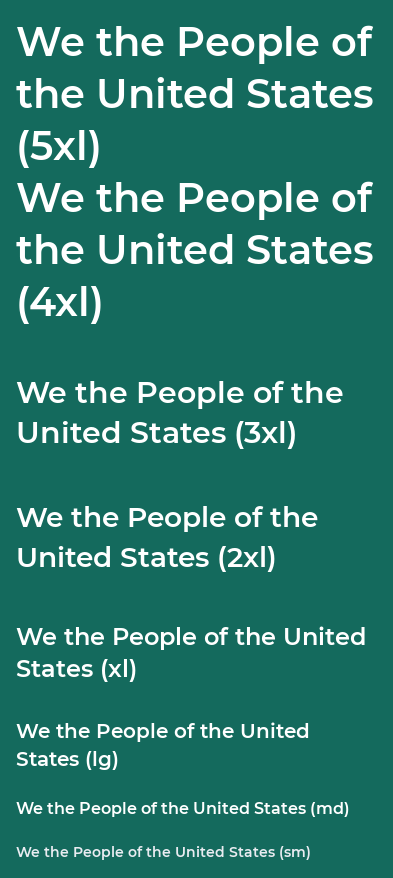 We the People of
the United States
(5xl)
We the People of
the United States
(4xl)
We the People of the
United States (3xl)
We the People of the
United States (2xl)
We the People of the United
States (xl)
We the People of the United
States (lg)
We the People of the United States (md)
We the People of the United States (sm)